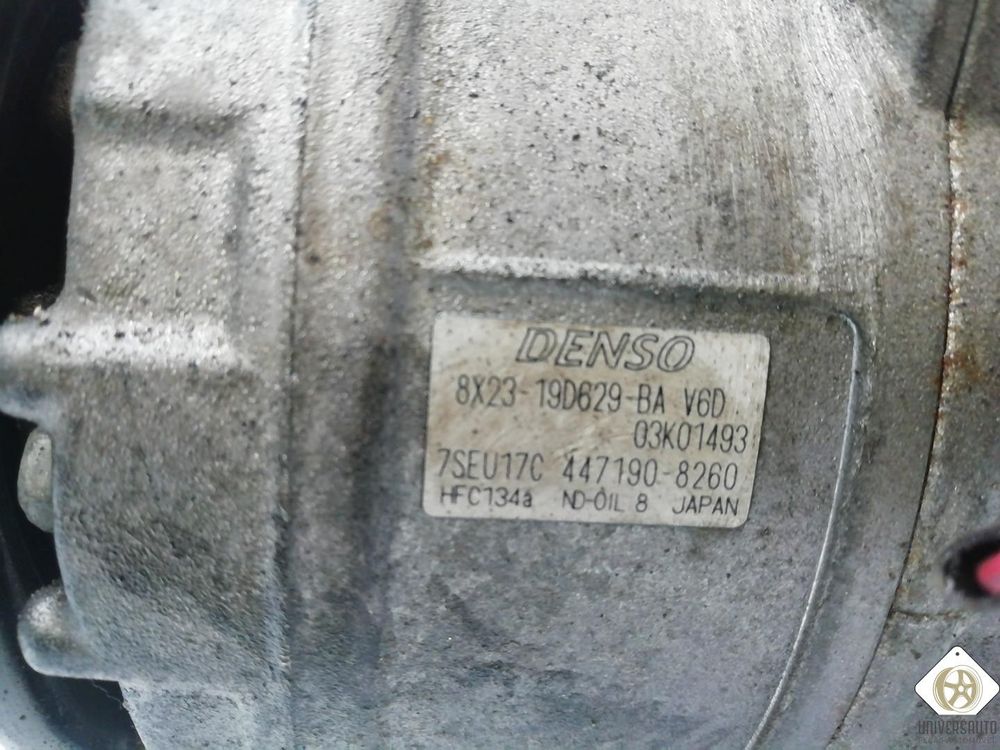 DENSO
8X23-19D629-BA V6D
03K01493
7SEU17C 447190-8260
HFC134a ND-OIL 8 JAPAN
UNIVERSAUTO